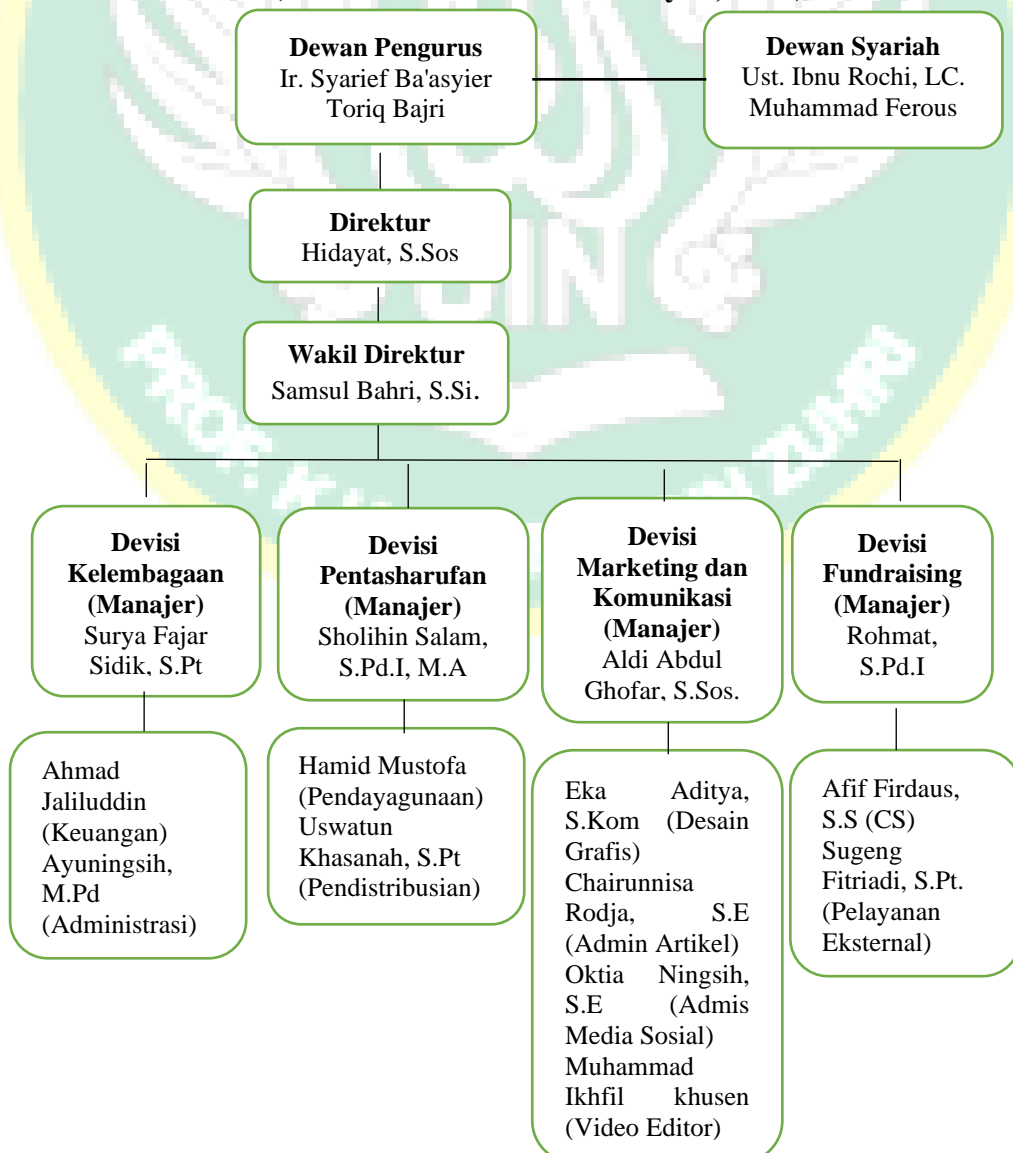 Dewan Pengurus
Ir. Syarief Ba'asyier
Toriq Bajri
Dewan Syariah
Ust. Ibnu Rochi, LC.
Muhammad Ferous
Direktur
Hidayat, S.Sos
UIN
Wakil Direktur
Samsul Bahri, S.Si.
PROF. K.
ZUHRI
Devisi
Kelembagaan
(Manajer)
Surya Fajar
Sidik, S.Pt
Devisi
Pentasharufan
(Manajer)
Sholihin Salam,
S.Pd.I, M.A
Devisi
Marketing dan
Komunikasi
(Manajer)
Aldi Abdul
Ghofar, S.Sos.
Devisi
Fundraising
(Manajer)
Rohmat,
S.Pd.I
Ahmad
Jaliluddin
(Keuangan)
Ayuningsih,
M.Pd
(Administrasi)
Hamid Mustofa
(Pendayagunaan)
Uswatun
Khasanah, S.Pt
(Pendistribusian)
Eka Aditya,
S.Kom (Desain
Grafis)
Chairunnisa
Rodja, S.E
(Admin Artikel)
Oktia Ningsih,
S.E (Admis
Media Sosial)
Muhammad
Ikhfil khusen
(Video Editor)
Afif Firdaus,
S.S (CS)
Sugeng
Fitriadi, S.Pt.
(Pelayanan
Eksternal)